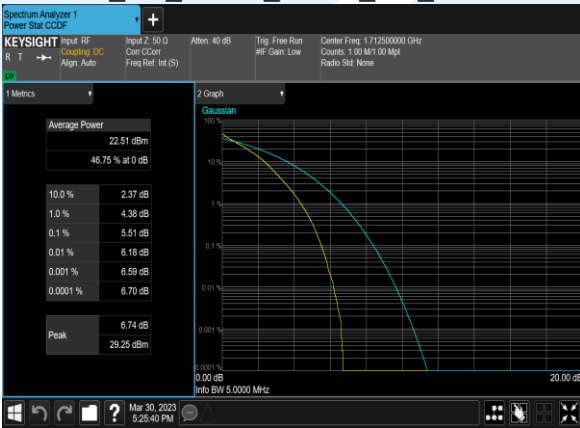 Spectrum Analyzer 1
Power Stat CCDF
+
KEYSIGHT
R T
LV
Input: RF
Coupling: DC
Align: Auto
Input Z: 50 Ω
Corr CCorr
Freq Ref: Int (S)
Atten: 40 dB
Trig: Free Run
#IF Gain: Low
Center Freq: 1.712500000 GHz
Counts: 1.00 M/1.00 Mpt
Radio Std: None
1 Metrics
Average Power
22.51 dBm
46.75 % at 0 dB
10.0 % 2.37 dB
1.0 % 4.38 dB
0.1 % 5.51 dB
0.01 % 6.18 dB
0.001 % 6.59 dB
0.0001 % 6.70 dB
Peak
6.74 dB
29.25 dBm
2 Graph
Gaussian
100 %
10 %
1 %
0.1 %
0.01 %
0.001 %
0.0001 %
0.00 dB
20.00 dB
Info BW 5.0000 MHz
?
Mar 30, 2023
5:25:40 PM